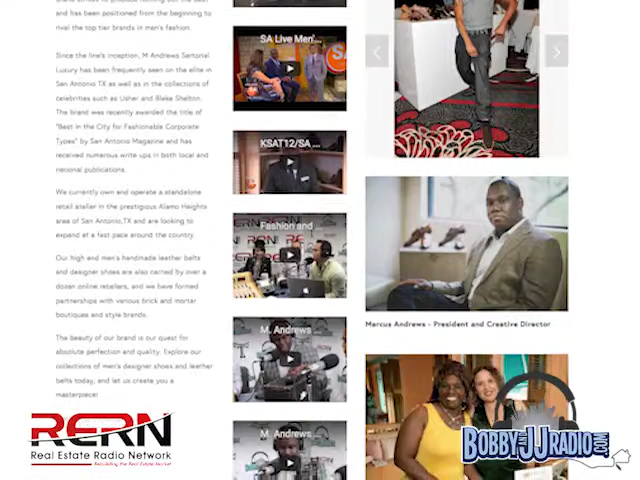 and has been positioned from the beginning to
rival the top tier brands in men's fashion.
Since the line's inception, M Andrews Sartorial
Luxury has been frequently seen on the elite in
San Antonio TX as well as in the collections of
celebrities such as Usher and Blake Shelton.
The brand was recently awarded the title of
"Best in the City for Fashionable Corporate
Types" by San Antonio Magazine and has
received numerous write ups in both local and
national publications.
We currently own and operate a standalone
retail atelier in the prestigious Alamo Heights
area of San Antonio,TX and are looking to
expand at a fast pace around the country.
Our high end men's handmade leather belts
and designer shoes are also carried by over a
dozen online retailers, and we have formed
partnerships with various brick and mortar
boutiques and style brands.
The beauty of our brand is our quest for
absolute perfection and quality. Explore our
collections of men's designer shoes and leather
belts today, and let us create you a
masterpiece!
SA Live Men'...
SA
KSAT12/SA ...
RERN
Fashion and ...
M. Andrews ...
M. Andrews ...
Marcus Andrews - President and Creative Director
RERN
Real Estate Radio Network
Rebuilding the Real Estate Market
BOBBY AND JJRADIO.COM